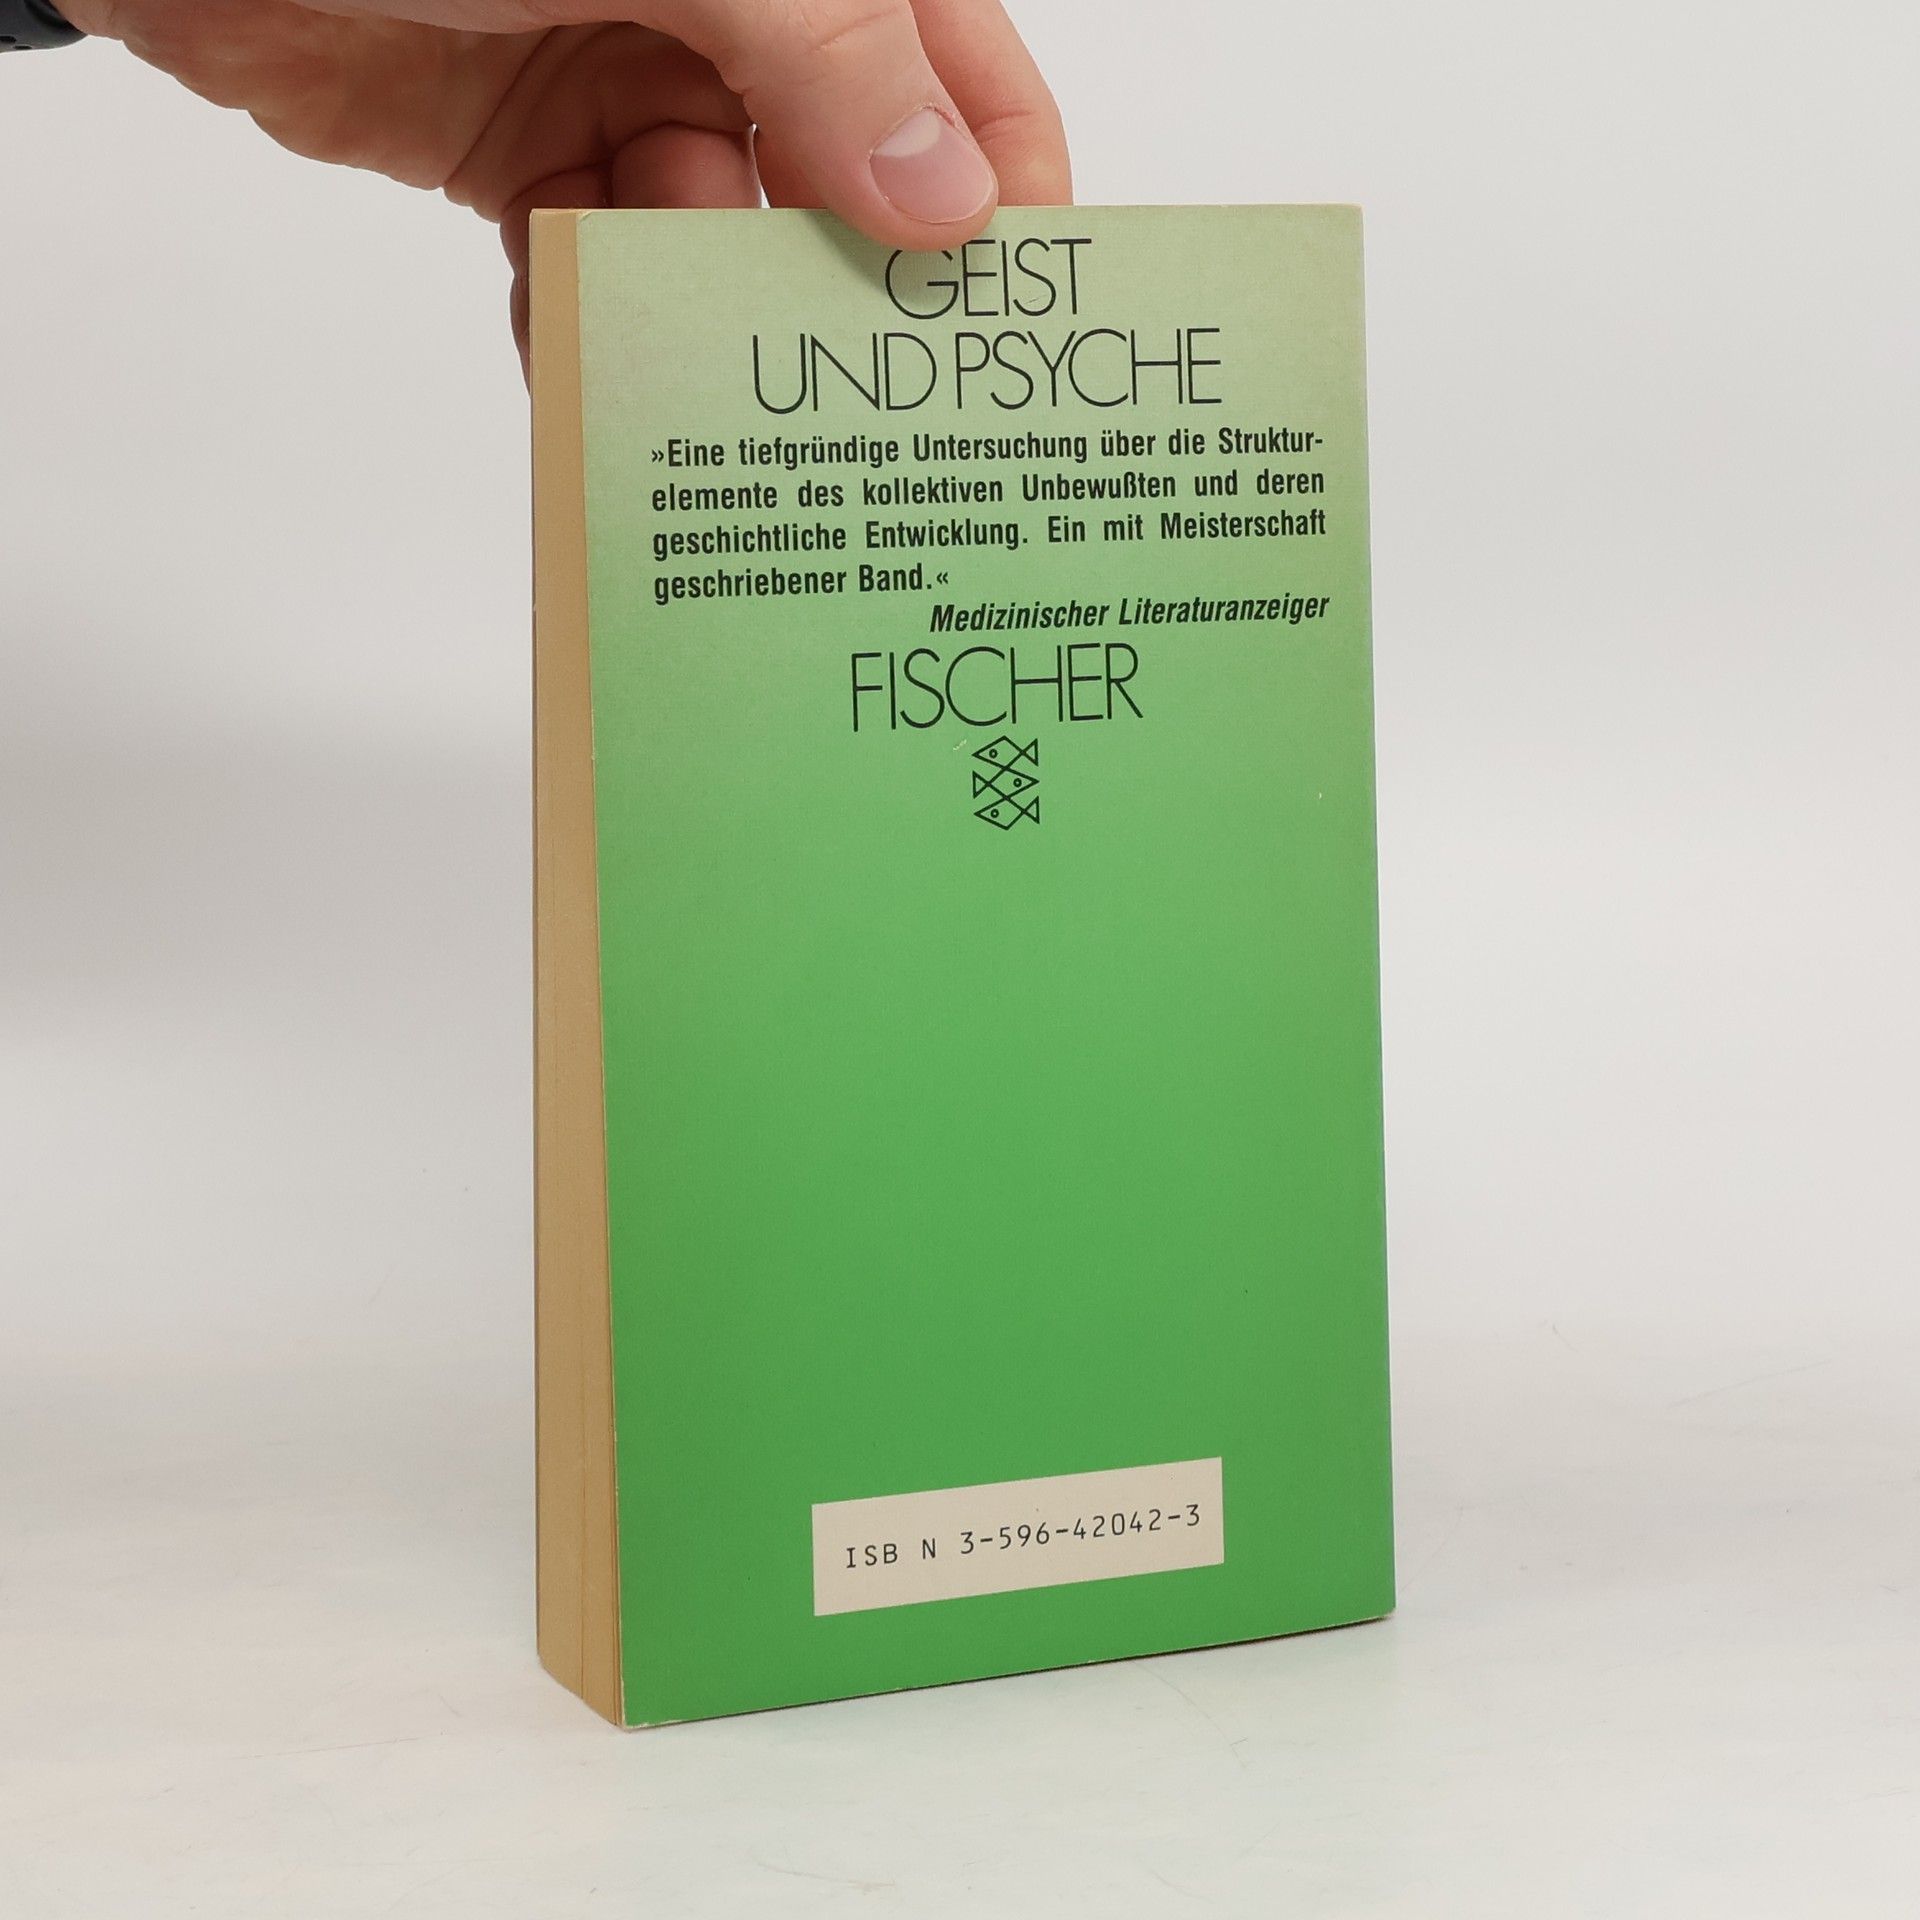 GEIST
UND PSYCHE
»Eine tiefgründige Untersuchung über die Struktur-
elemente des kollektiven Unbewußten und deren
geschichtliche Entwicklung. Ein mit Meisterschaft
geschriebener Band.«
Medizinischer Literaturanzeiger
FISCHER
ISB N 3-596-42042-3